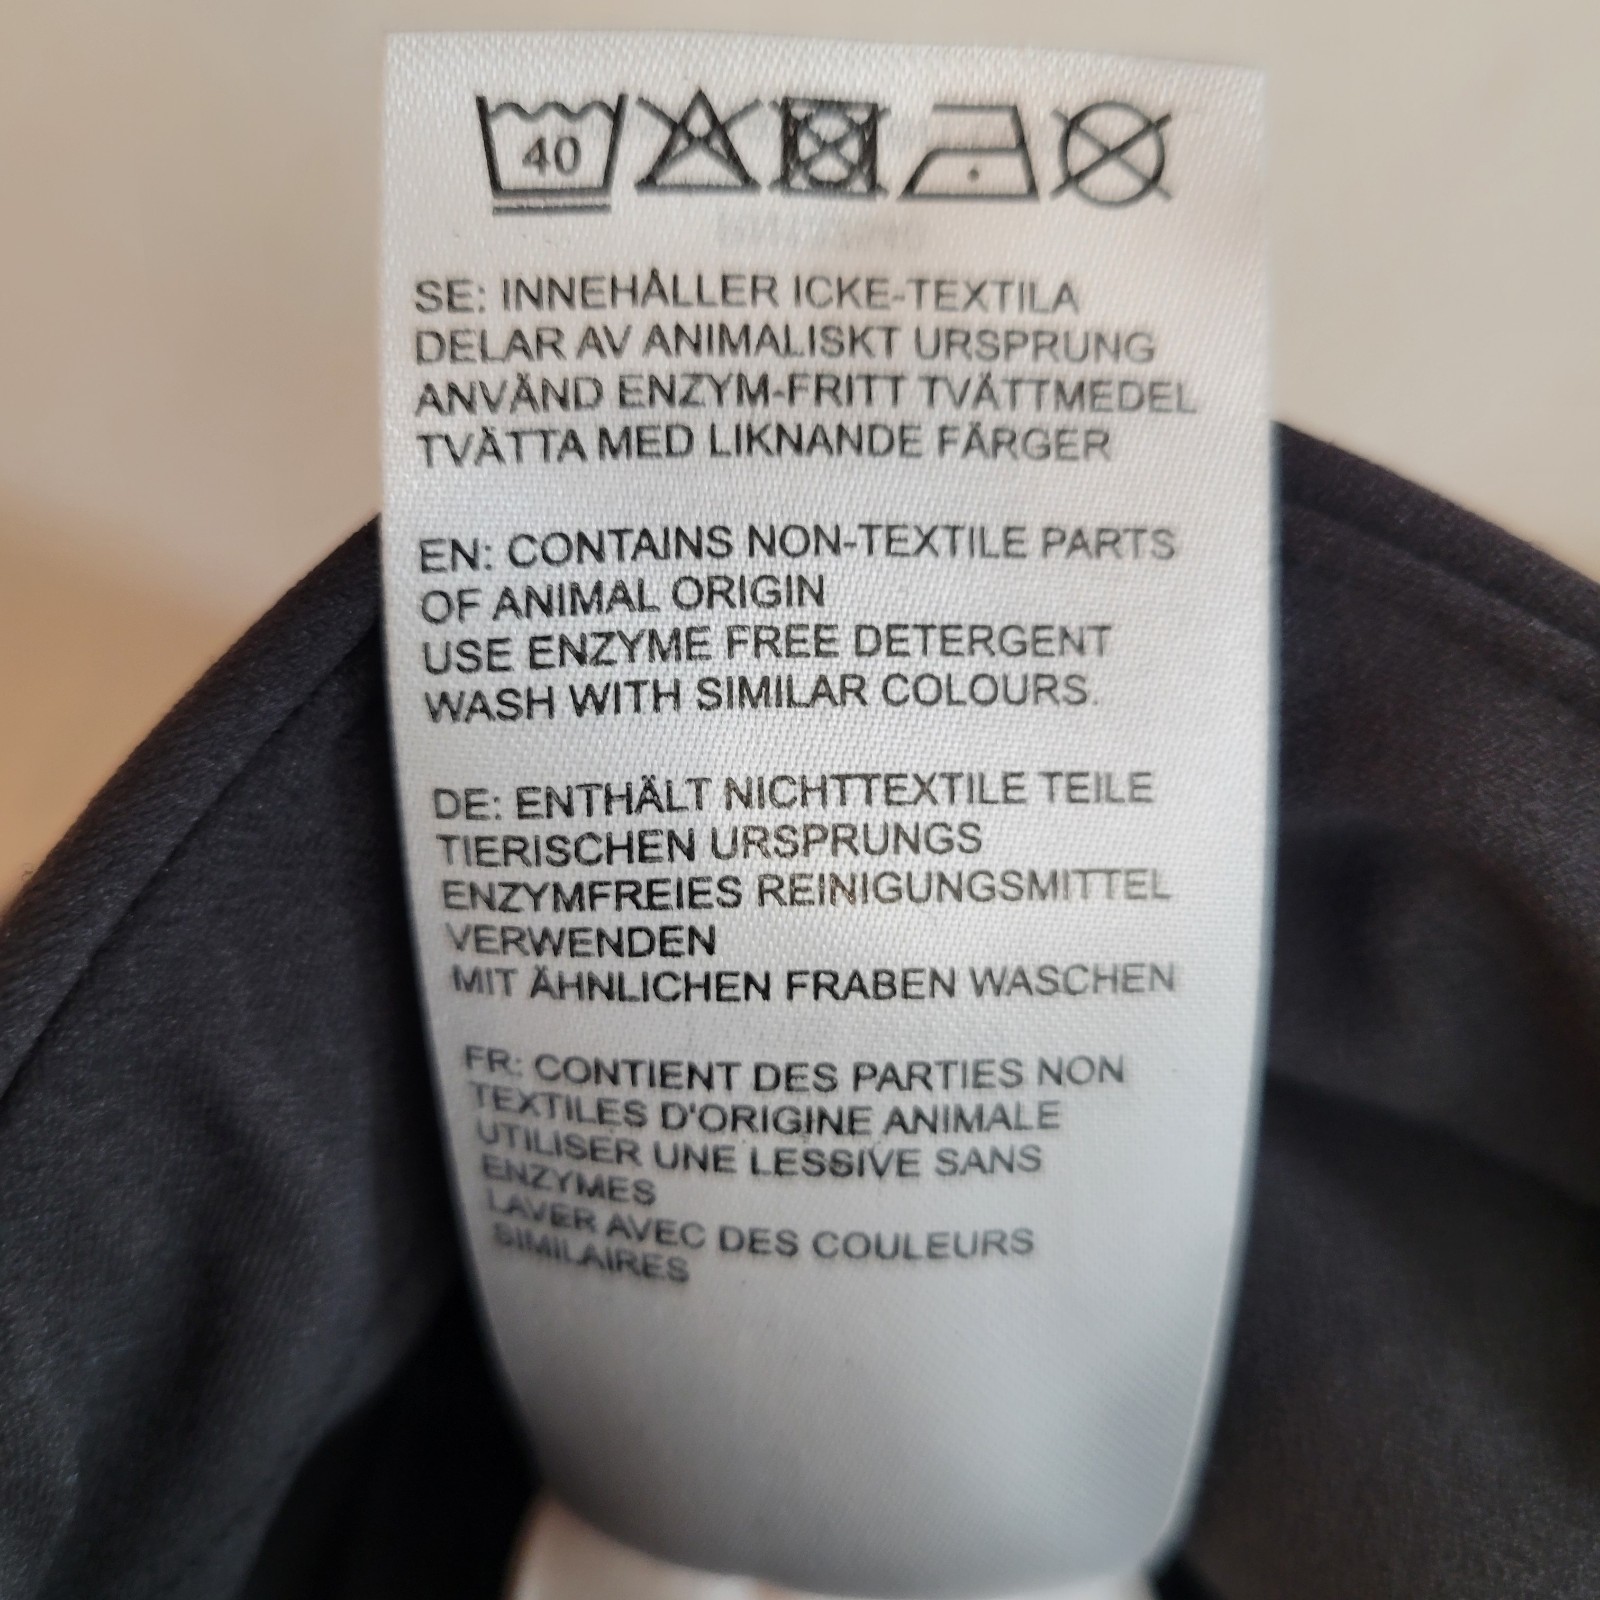 40
SE: INNEHÅLLER ICKE-TEXTILA
DELAR AV ANIMALISKT URSPRUNG
ANVÄND ENZYM-FRITT TVÄTTMEDEL
TVÄTTA MED LIKNANDE FÄRGER
EN: CONTAINS NON-TEXTILE PARTS
OF ANIMAL ORIGIN
USE ENZYME FREE DETERGENT
WASH WITH SIMILAR COLOURS.
DE: ENTHÄLT NICHTTEXTILE TEILE
TIERISCHEN URSPRUNGS
ENZYMFREIES REINIGUNGSMITTEL
VERWENDEN
MIT ÄHNLICHEN FRABEN WASCHEN
FR: CONTIENT DES PARTIES NON
TEXTILES D'ORIGINE ANIMALE
UTILISER UNE LESSIVE SANS
ENZYMES
LAVER AVEC DES COULEURS
SIMILAIRES